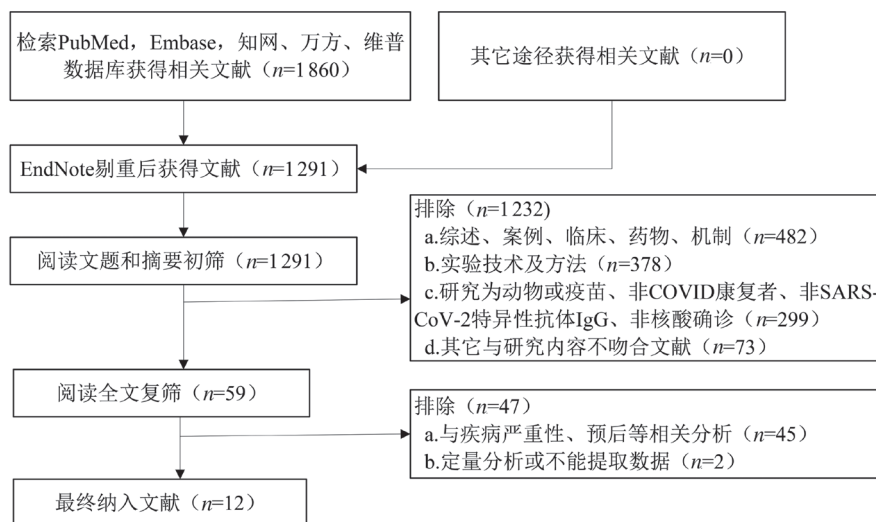 检索PubMed，Embase，知网、万方、维普
数据库获得相关文献（n=1860）
其它途径获得相关文献（n=0）
EndNote剔重后获得文献（n=1291）
阅读文题和摘要初筛（n=1291）
排除（n=1232)
a.综述、案例、临床、药物、机制（n=482）
b.实验技术及方法（n=378）
c.研究为动物或疫苗、非COVID康复者、非SARS-
CoV-2特异性抗体IgG、非核酸确诊（n=299）
d.其它与研究内容不吻合文献（n=73）
阅读全文复筛（n=59）
排除（n=47）
a.与疾病严重性、预后等相关分析（n=45）
b.定量分析或不能提取数据（n=2）
最终纳入文献（n=12）